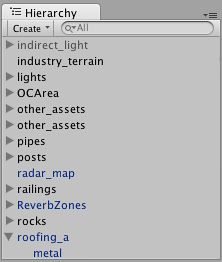 Hierarchy
Create All
indirect_light
industry_terrain
lights
OCArea
other_assets
other_assets
pipes
posts
radar_map
railings
ReverbZones
rocks
roofing_a
metal